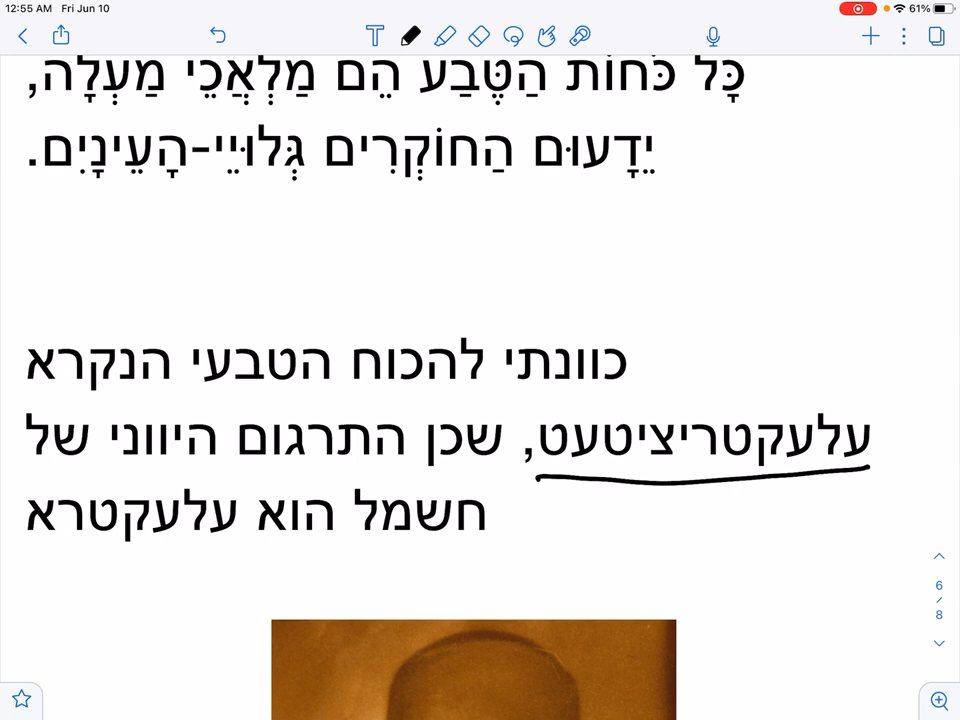 12:55 AM Fri Jun 10
61%
כָּל כֹּחוֹת הַטֶּבַע הֵם מַלְאֲכֵי מַעְלָה,
יֵדָעוּם הַחוֹקְרִים גְּלוּיֵי-הָעֵינָיִם.
כוונתי להכוח הטבעי הנקרא
עלעקטריציטעט, שכן התרגום היווני של
חשמל הוא עלעקטרא
6
/
8